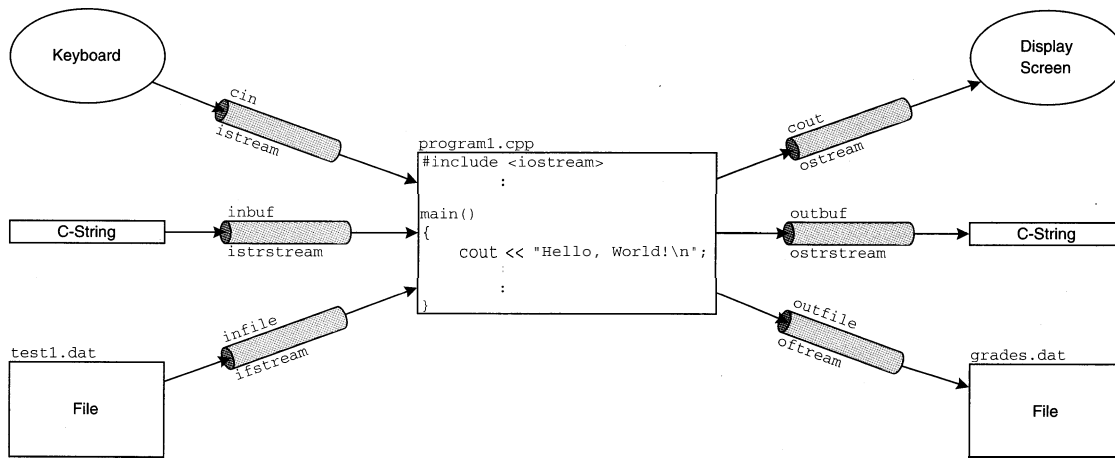 Keyboard
cin
istream
C-String
inbuf
istrstream
test1.dat
File
infile
ifstream
program1.cpp
#include <iostream>
:
main()
{
cout << "Hello, World!\n";
:
}
Display
Screen
cout
ostream
outbuf
ostrstream
C-String
outfile
oftream
grades.dat
File